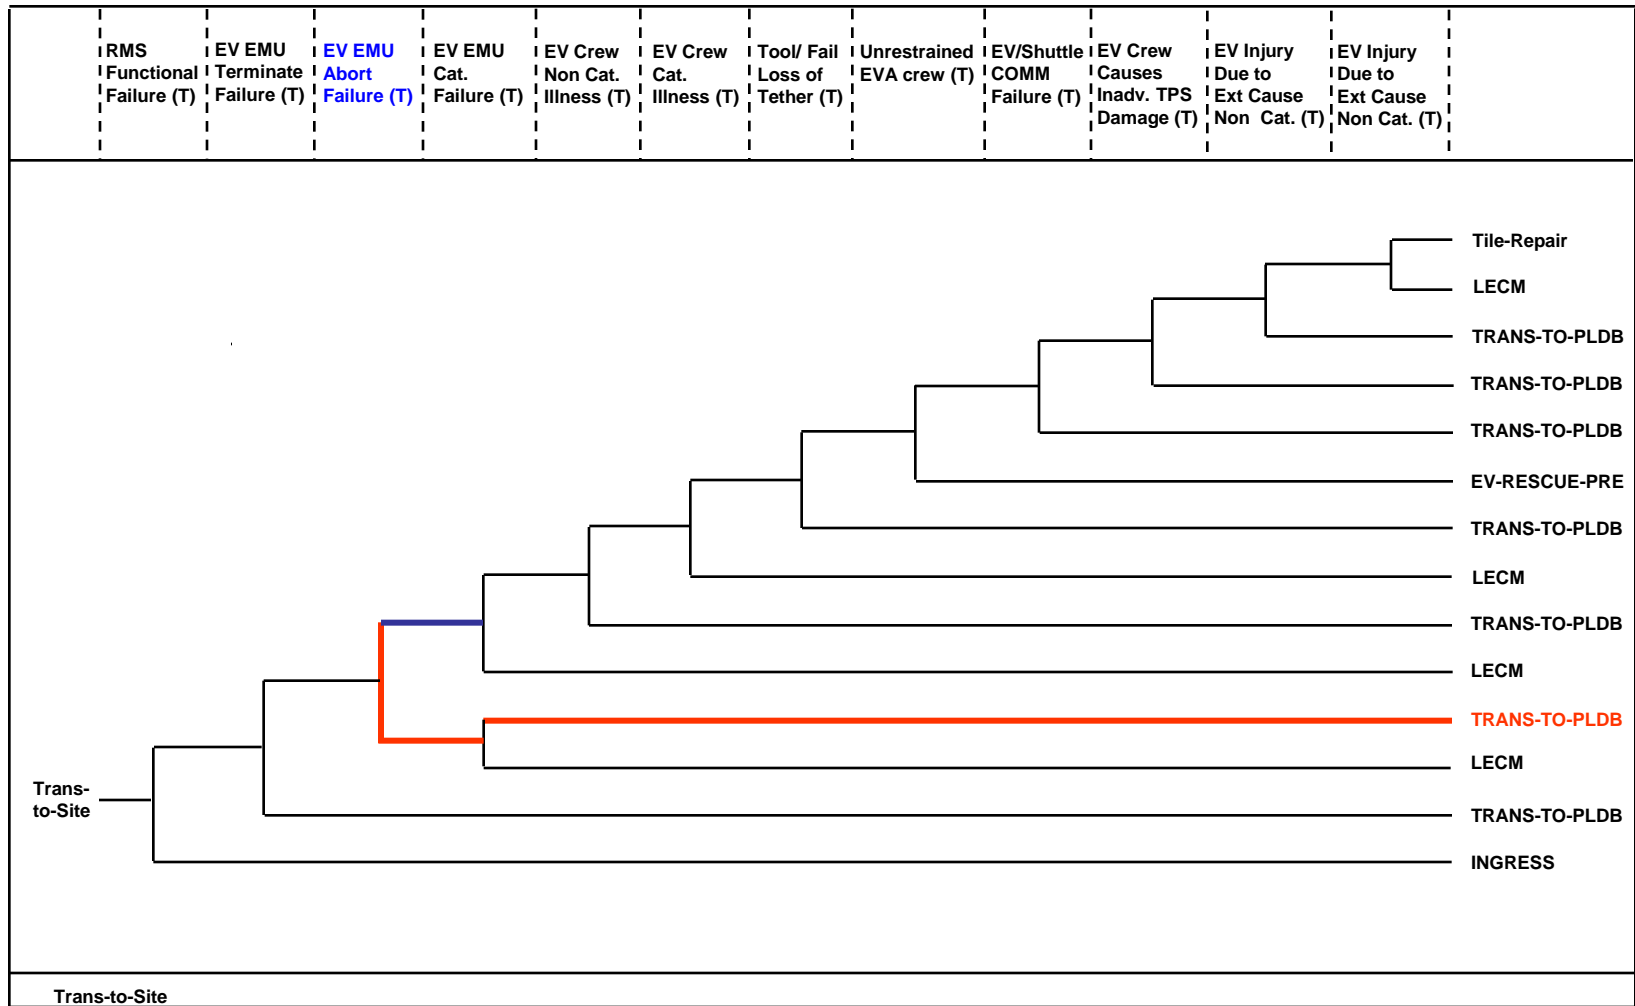 RMS
Functional
Failure (T)
EV EMU
Terminate
Failure (T)
EV EMU
Abort
Failure (T)
EV EMU
Cat.
Failure (T)
EV Crew
Non Cat.
Illness (T)
EV Crew
Cat.
Illness (T)
Tool/ Fail
Loss of
Tether (T)
Unrestrained
EVA crew (T)
EV/Shuttle
COMM
Failure (T)
EV Crew
Causes
Inadv. TPS
Damage (T)
EV Injury
Due to
Ext Cause
Non Cat. (T)
EV Injury
Due to
Ext Cause
Non Cat. (T)
Tile-Repair
LECM
TRANS-TO-PLDB
TRANS-TO-PLDB
TRANS-TO-PLDB
EV-RESCUE-PRE
TRANS-TO-PLDB
LECM
TRANS-TO-PLDB
LECM
TRANS-TO-PLDB
LECM
Trans-
to-Site
TRANS-TO-PLDB
INGRESS
Trans-to-Site